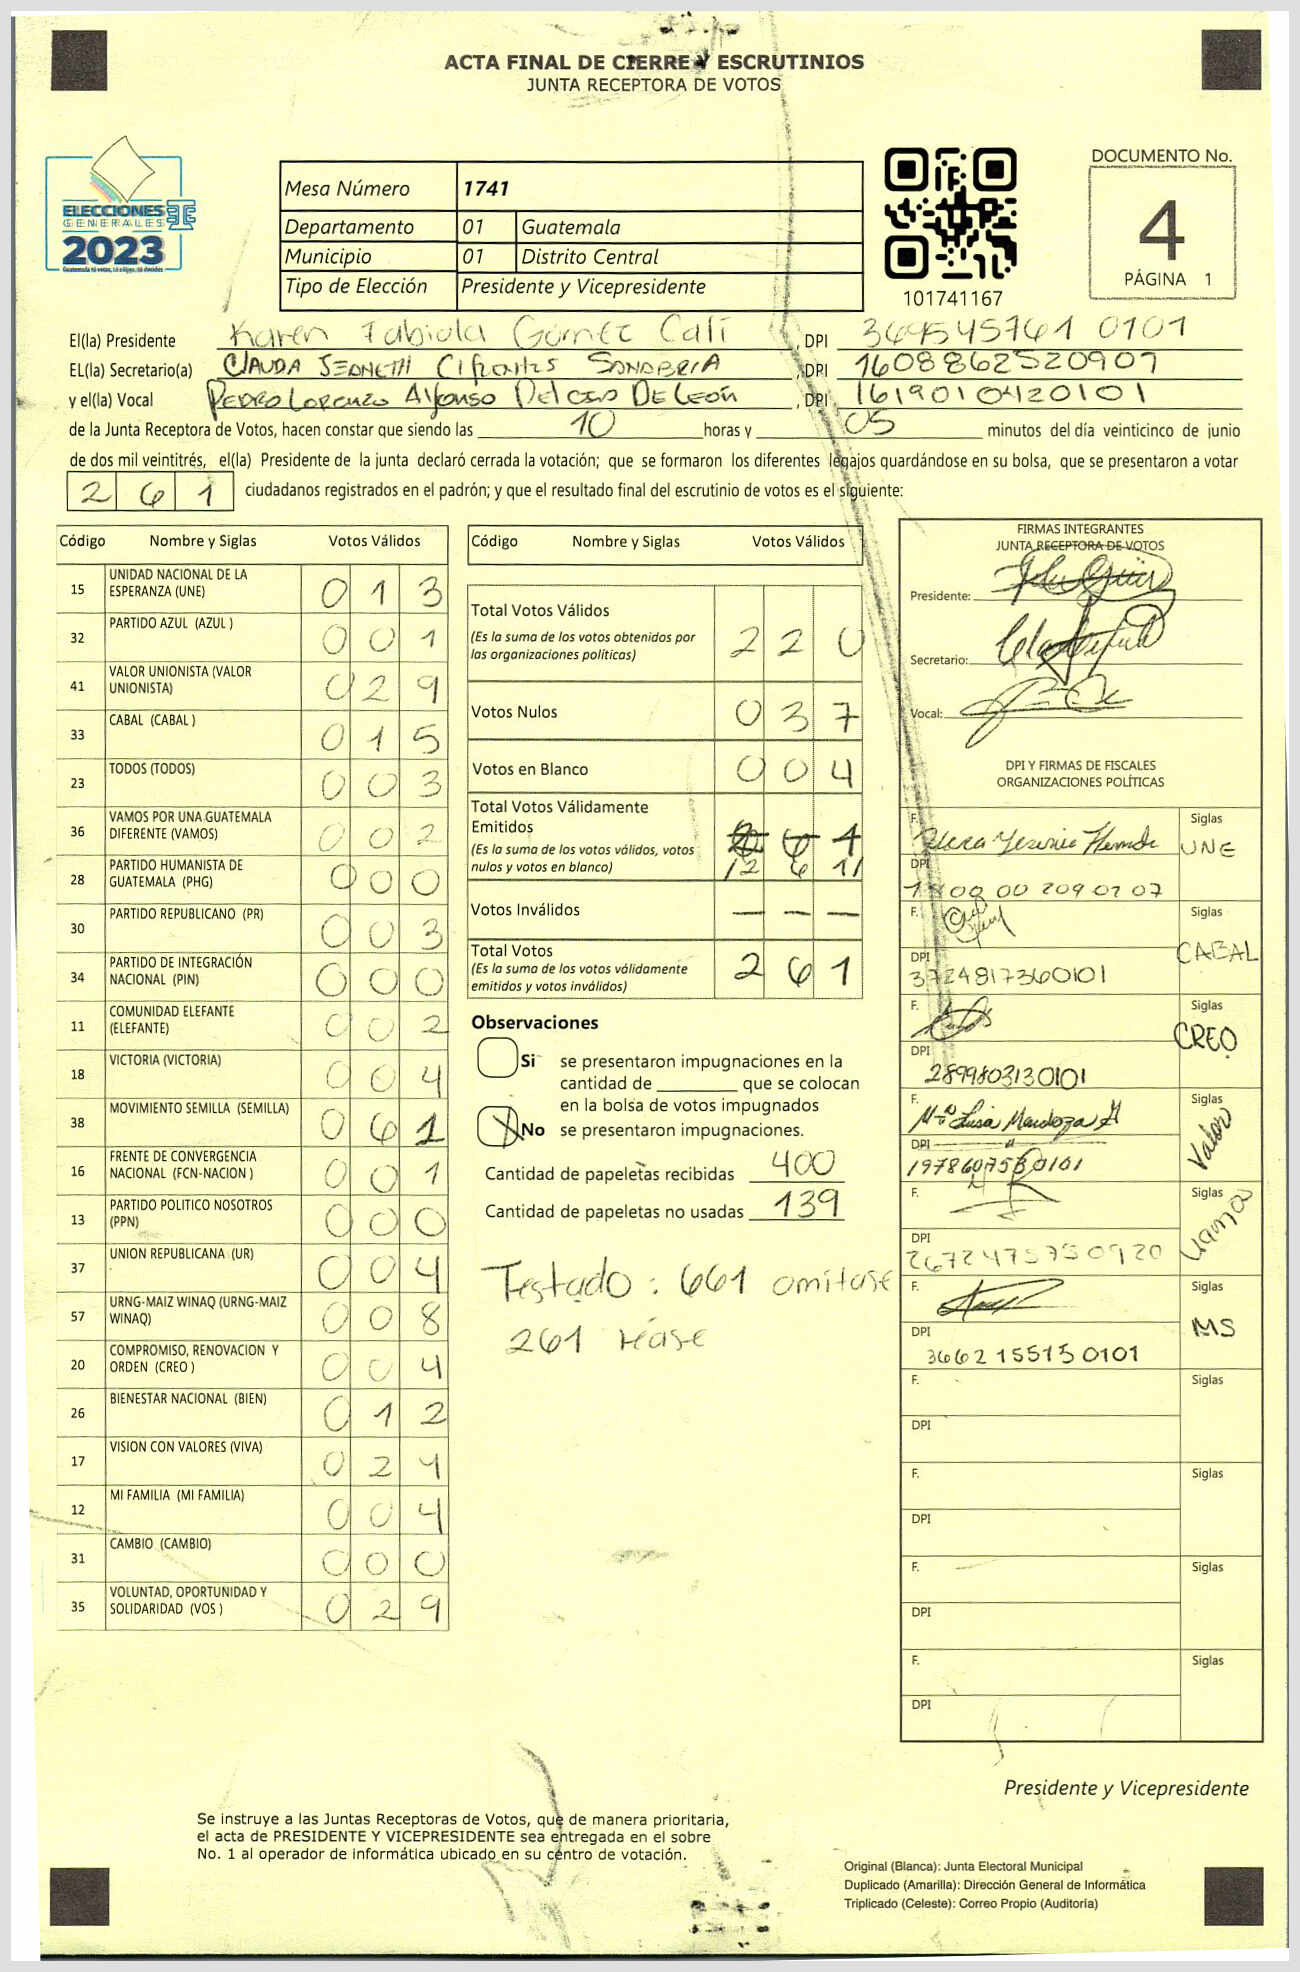 ACTA FINAL DE CIERRE Y ESCRUTINIOS
JUNTA RECEPTORA DE VOTOS
ELECCIONES
GENERALES
2023
Mesa Número 1741
Departamento 01 Guatemala
Municipio 01 Distrito Central
Tipo de Elección Presidente y Vicepresidente
101741167
DOCUMENTO No.
4
PÁGINA 1
El(la) Presidente Karen Fabiola Gómez Calí , DPI 369545761 0101
EL(la) Secretario(a) CLAUDA JEANETH Cifuentes SANABRIA , DPI 1608862520907
y el(la) Vocal PEDRO LORENZO Alfonso Del Cid DE León , DPI 1619010420101
de la Junta Receptora de Votos, hacen constar que siendo las 10 horas y 05 minutos del día veinticinco de junio
de dos mil veintitrés, el(la) Presidente de la junta declaró cerrada la votación; que se formaron los diferentes legajos guardándose en su bolsa, que se presentaron a votar
2 6 1 ciudadanos registrados en el padrón; y que el resultado final del escrutinio de votos es el siguiente:
Código Nombre y Siglas Votos Válidos
15 UNIDAD NACIONAL DE LA ESPERANZA (UNE) 0 1 3
32 PARTIDO AZUL (AZUL ) 0 0 1
41 VALOR UNIONISTA (VALOR UNIONISTA) 0 2 9
33 CABAL (CABAL ) 0 1 5
23 TODOS (TODOS) 0 0 3
36 VAMOS POR UNA GUATEMALA DIFERENTE (VAMOS) 0 0 2
28 PARTIDO HUMANISTA DE GUATEMALA (PHG) 0 0 0
30 PARTIDO REPUBLICANO (PR) 0 0 3
34 PARTIDO DE INTEGRACIÓN NACIONAL (PIN) 0 0 0
11 COMUNIDAD ELEFANTE (ELEFANTE) 0 0 2
18 VICTORIA (VICTORIA) 0 0 4
38 MOVIMIENTO SEMILLA (SEMILLA) 0 6 1
16 FRENTE DE CONVERGENCIA NACIONAL (FCN-NACION ) 0 0 1
13 PARTIDO POLITICO NOSOTROS (PPN) 0 0 0
37 UNION REPUBLICANA (UR) 0 0 4
57 URNG-MAIZ WINAQ (URNG-MAIZ WINAQ) 0 0 8
20 COMPROMISO, RENOVACION Y ORDEN (CREO ) 0 0 4
26 BIENESTAR NACIONAL (BIEN) 0 1 2
17 VISION CON VALORES (VIVA) 0 2 4
12 MI FAMILIA (MI FAMILIA) 0 0 4
31 CAMBIO (CAMBIO) 0 0 0
35 VOLUNTAD, OPORTUNIDAD Y SOLIDARIDAD (VOS ) 0 2 9
Código Nombre y Siglas Votos Válidos
Total Votos Válidos 2 2 0
(Es la suma de los votos obtenidos por
las organizaciones políticas)
Votos Nulos 0 3 7
Votos en Blanco 0 0 4
Total Votos Válidamente
Emitidos
(Es la suma de los votos válidos, votos
nulos y votos en blanco) 2 6 1
Votos Inválidos — — —
Total Votos 2 6 1
(Es la suma de los votos válidamente
emitidos y votos inválidos)
Observaciones
Si se presentaron impugnaciones en la
cantidad de ________ que se colocan
en la bolsa de votos impugnados
X No se presentaron impugnaciones.
Cantidad de papeletas recibidas 400
Cantidad de papeletas no usadas 139
Testado : 661 omitase
261 léase
FIRMAS INTEGRANTES
JUNTA RECEPTORA DE VOTOS
Presidente:
Secretario:
Vocal:
DPI Y FIRMAS DE FISCALES
ORGANIZACIONES POLÍTICAS
F. Siglas UNE
DPI
F. Siglas CABAL
DPI 3724817360101
F. Siglas CREO
DPI 2899803130101
F. Mª Luisa Mendoza Siglas Valor
DPI
F. Siglas Vamos
DPI 2672475750920
F. Siglas MS
DPI 3662155150101
F. Siglas
DPI
F. Siglas
DPI
F. Siglas
DPI
F. Siglas
DPI
Presidente y Vicepresidente
Se instruye a las Juntas Receptoras de Votos, que de manera prioritaria,
el acta de PRESIDENTE Y VICEPRESIDENTE sea entregada en el sobre
No. 1 al operador de informática ubicado en su centro de votación.
Original (Blanca): Junta Electoral Municipal
Duplicado (Amarilla): Dirección General de Informática
Triplicado (Celeste): Correo Propio (Auditoría)